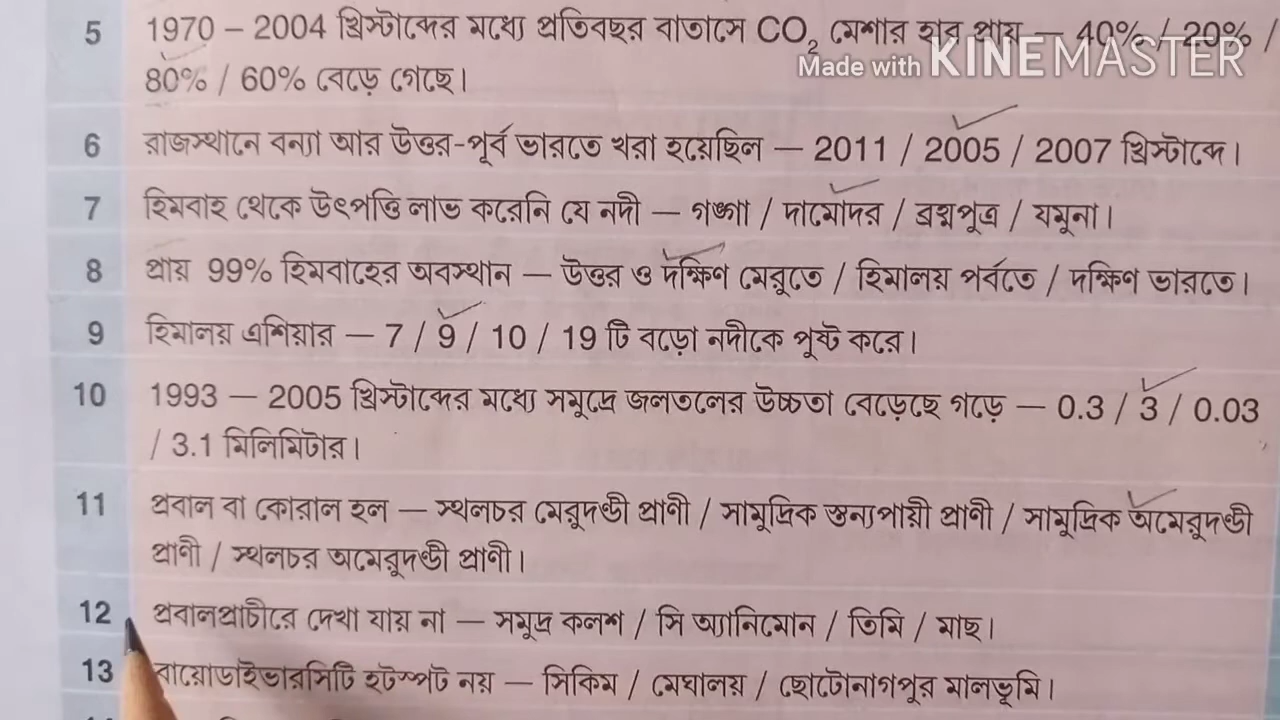 5 1970 – 2004 খ্রিস্টাব্দের মধ্যে প্রতিবছর বাতাসে CO₂ মেশার হার প্রায় — 40% / 20% /
Made with KINEMASTER
80% / 60% বেড়ে গেছে।
6 রাজস্থানে বন্যা আর উত্তর-পূর্ব ভারতে খরা হয়েছিল — 2011 / 2005 / 2007 খ্রিস্টাব্দে।
7 হিমবাহ থেকে উৎপত্তি লাভ করেনি যে নদী — গঙ্গা / দামোদর / ব্রহ্মপুত্র / যমুনা।
8 প্রায় 99% হিমবাহের অবস্থান — উত্তর ও দক্ষিণ মেরুতে / হিমালয় পর্বতে / দক্ষিণ ভারতে।
9 হিমালয় এশিয়ার — 7 / 9 / 10 / 19 টি বড়ো নদীকে পুষ্ট করে।
10 1993 — 2005 খ্রিস্টাব্দের মধ্যে সমুদ্রে জলতলের উচ্চতা বেড়েছে গড়ে — 0.3 / 3 / 0.03
/ 3.1 মিলিমিটার।
11 প্রবাল বা কোরাল হল — স্থলচর মেরুদণ্ডী প্রাণী / সামুদ্রিক স্তন্যপায়ী প্রাণী / সামুদ্রিক অমেরুদণ্ডী
প্রাণী / স্থলচর অমেরুদণ্ডী প্রাণী।
12 প্রবালপ্রাচীরে দেখা যায় না — সমুদ্র কলশ / সি অ্যানিমোন / তিমি / মাছ।
13 বায়োডাইভারসিটি হটস্পট নয় — সিকিম / মেঘালয় / ছোটোনাগপুর মালভূমি।